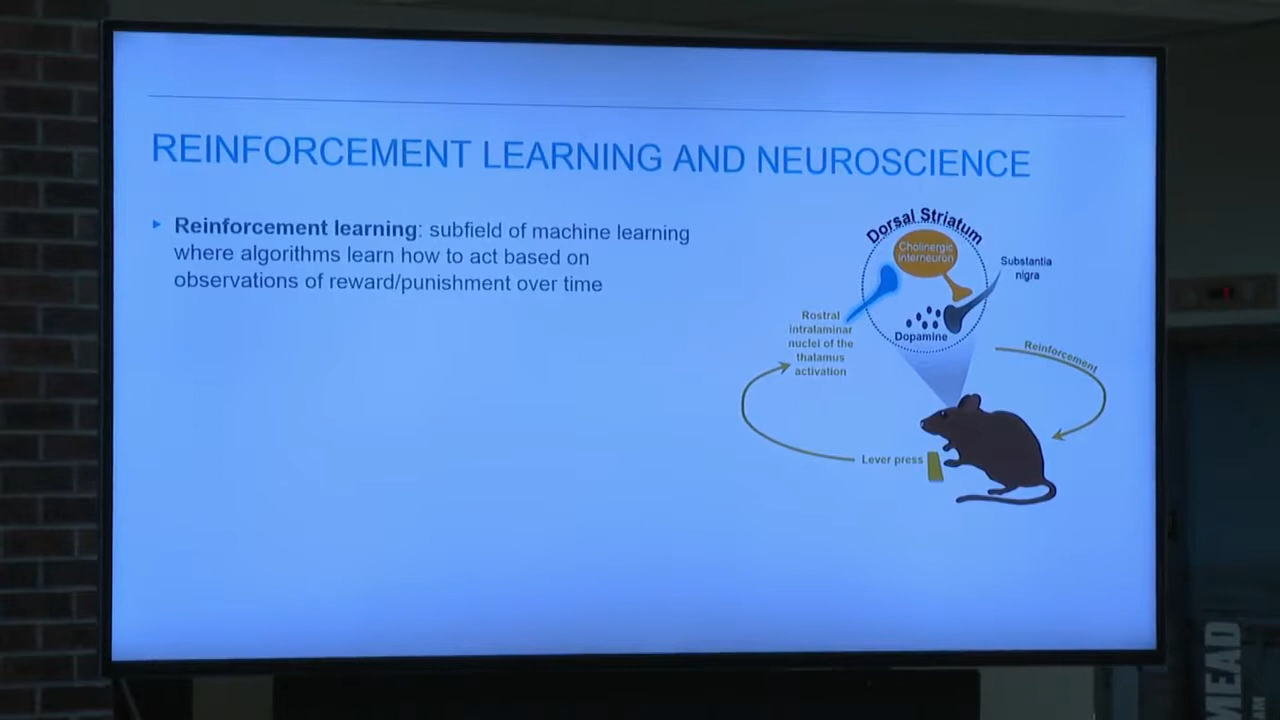 REINFORCEMENT LEARNING AND NEUROSCIENCE
Reinforcement learning: subfield of machine learning
where algorithms learn how to act based on
observations of reward/punishment over time
Dorsal Striatum
Cholinergic
interneuron
Substantia
nigra
Dopamine
Rostral
intralaminar
nuclei of the
thalamus
activation
Reinforcement
Lever press
MEAD